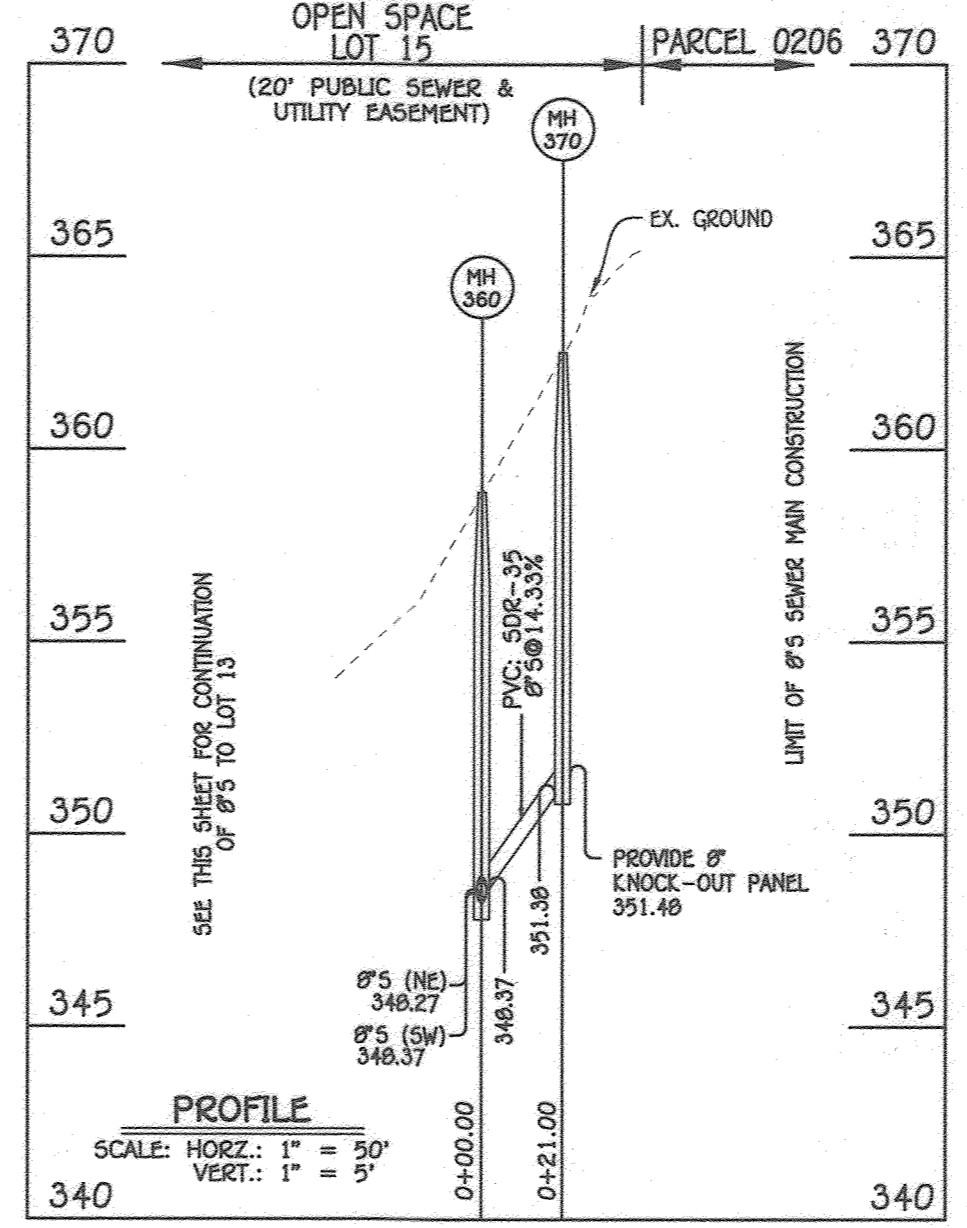 OPEN SPACE
LOT 15
PARCEL 0206
370
370
(20' PUBLIC SEWER &
UTILITY EASEMENT)
MH
370
EX. GROUND
365
365
MH
360
360
360
LIMIT OF 8"S SEWER MAIN CONSTRUCTION
PVC: SDR-35
8"S@14.33%
SEE THIS SHEET FOR CONTINUATION
OF 8"S TO LOT 13
355
355
350
350
PROVIDE 8"
KNOCK-OUT PANEL
351.48
351.38
348.37
8"S (NE)
348.27
8"S (SW)
348.37
345
345
PROFILE
SCALE: HORZ.: 1" = 50'
VERT.: 1" = 5'
0+00.00
0+21.00
340
340